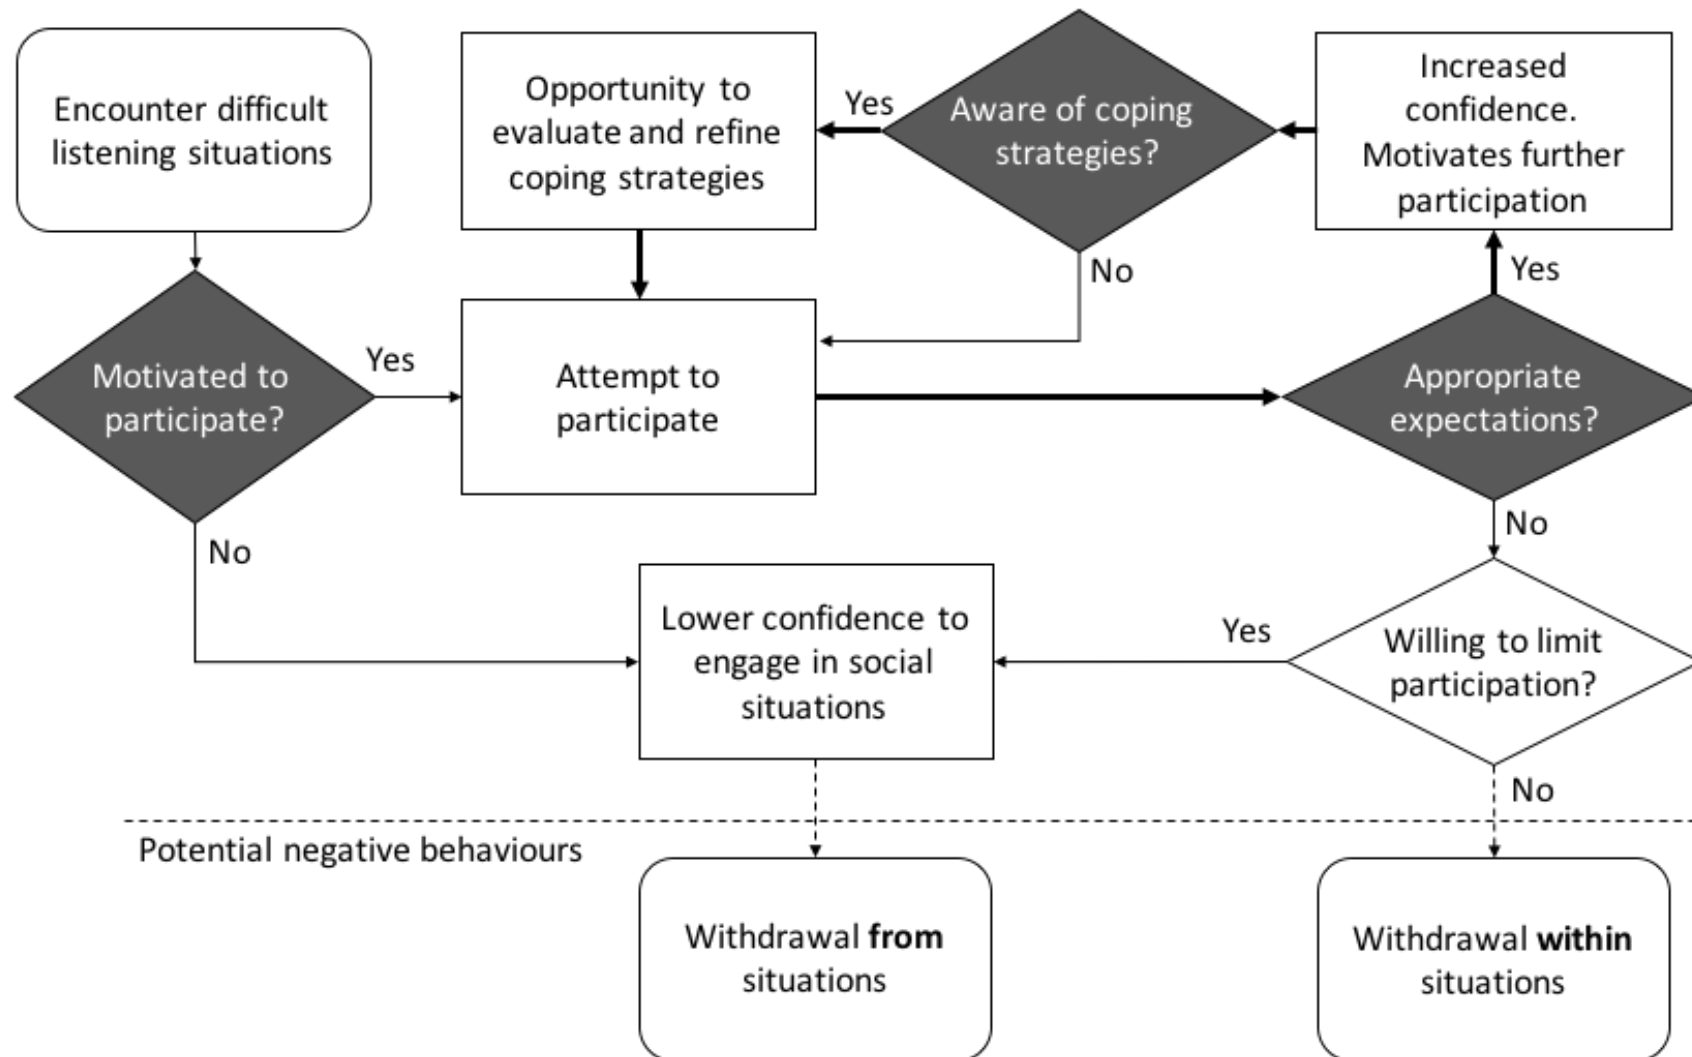 Encounter difficult
listening situations
Opportunity to
evaluate and refine
coping strategies
Yes
Aware of coping
strategies?
Increased
confidence.
Motivates further
participation
No
Yes
Motivated to
participate?
Yes
Attempt to
participate
Appropriate
expectations?
No
No
Lower confidence to
engage in social
situations
Yes
Willing to limit
participation?
No
Potential negative behaviours
Withdrawal from
situations
Withdrawal within
situations